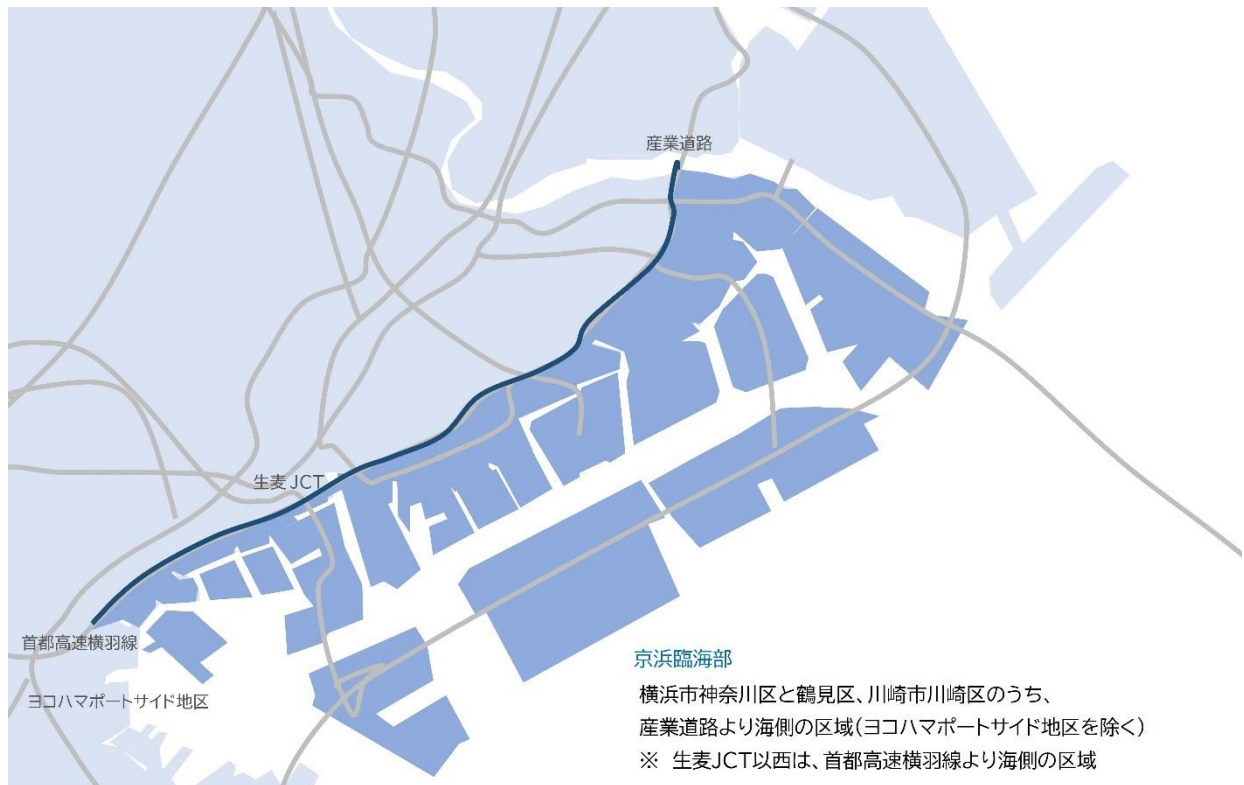 産業道路
生麦JCT
首都高速横羽線
ヨコハマポートサイド地区
京浜臨海部
横浜市神奈川区と鶴見区、川崎市川崎区のうち、
産業道路より海側の区域(ヨコハマポートサイド地区を除く)
※ 生麦JCT以西は、首都高速横羽線より海側の区域